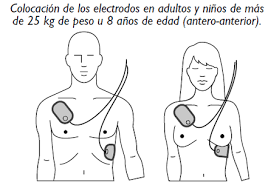 Colocación de los electrodos en adultos y niños de más
de 25 kg de peso u 8 años de edad (antero-anterior).